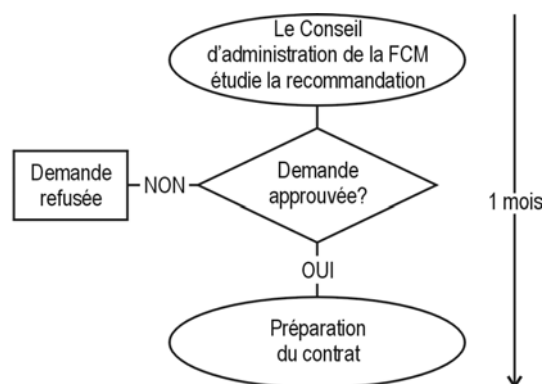 Le Conseil
d'administration de la FCM
étudie la recommandation
Demande
refusée
NON
Demande
approuvée?
1 mois
OUI
Préparation
du contrat